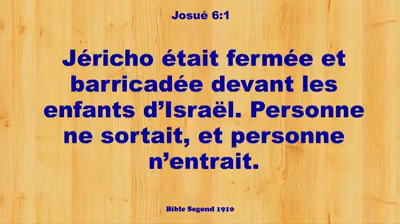 Josué 6:1
Jéricho était fermée et
barricadée devant les
enfants d’Israël. Personne
ne sortait, et personne
n’entrait.
Bible Segond 1910